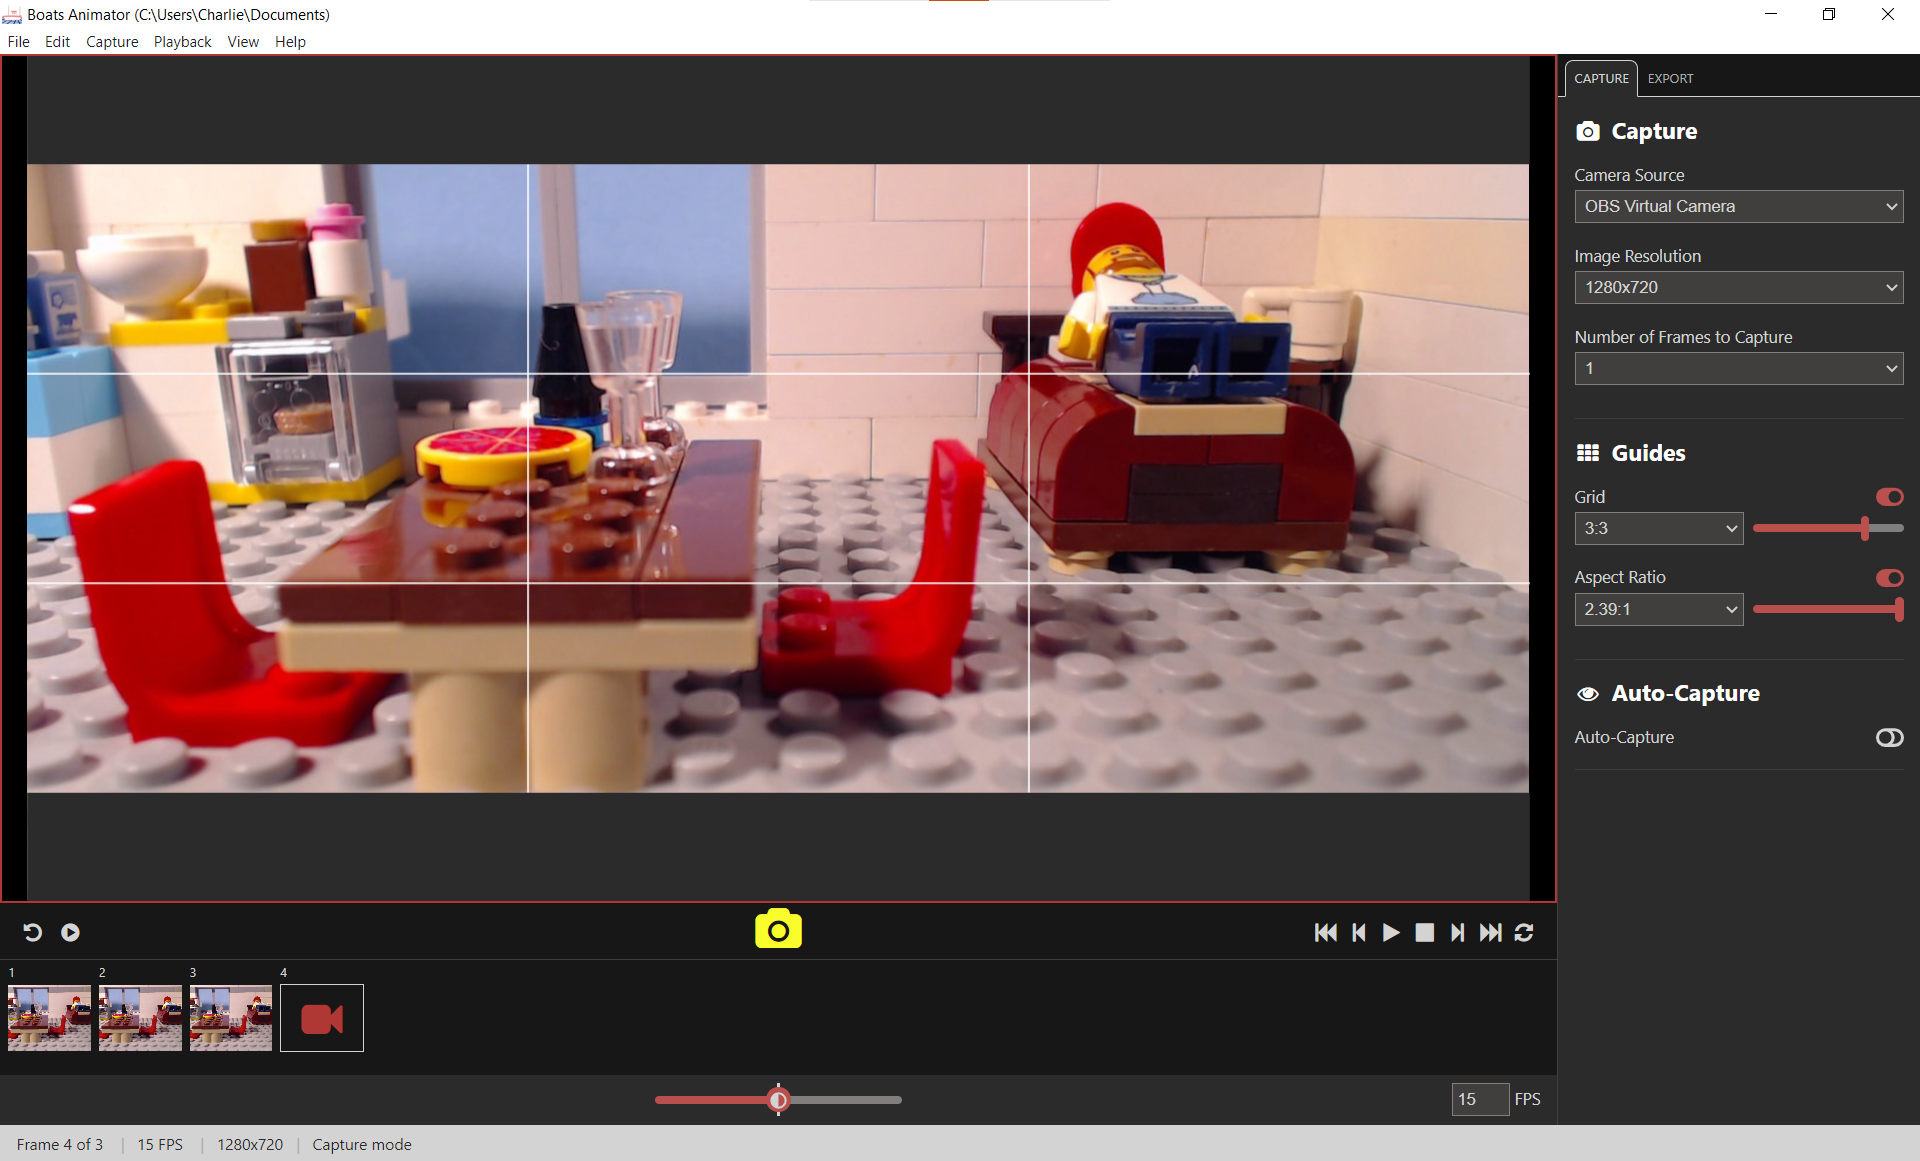 Boats Animator (C:\Users\Charlie\Documents)
File Edit Capture Playback View Help
CAPTURE EXPORT
Capture
Camera Source
OBS Virtual Camera
Image Resolution
1280x720
Number of Frames to Capture
1
Guides
Grid
3:3
Aspect Ratio
2.39:1
Auto-Capture
Auto-Capture
1 2 3 4
15 FPS
Frame 4 of 3 | 15 FPS | 1280x720 | Capture mode